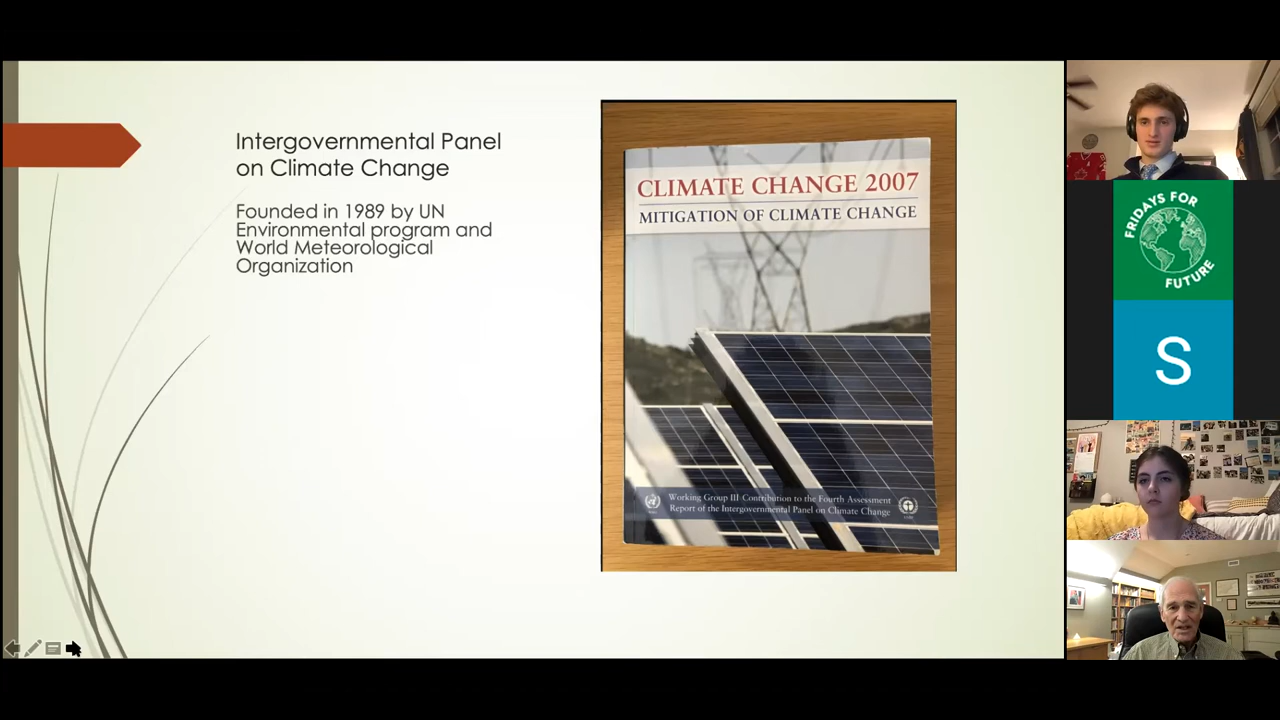 Intergovernmental Panel
on Climate Change
Founded in 1989 by UN
Environmental program and
World Meteorological
Organization
CLIMATE CHANGE 2007
MITIGATION OF CLIMATE CHANGE
Working Group III Contribution to the Fourth Assessment
Report of the Intergovernmental Panel on Climate Change
FRIDAYS FOR
FUTURE
S